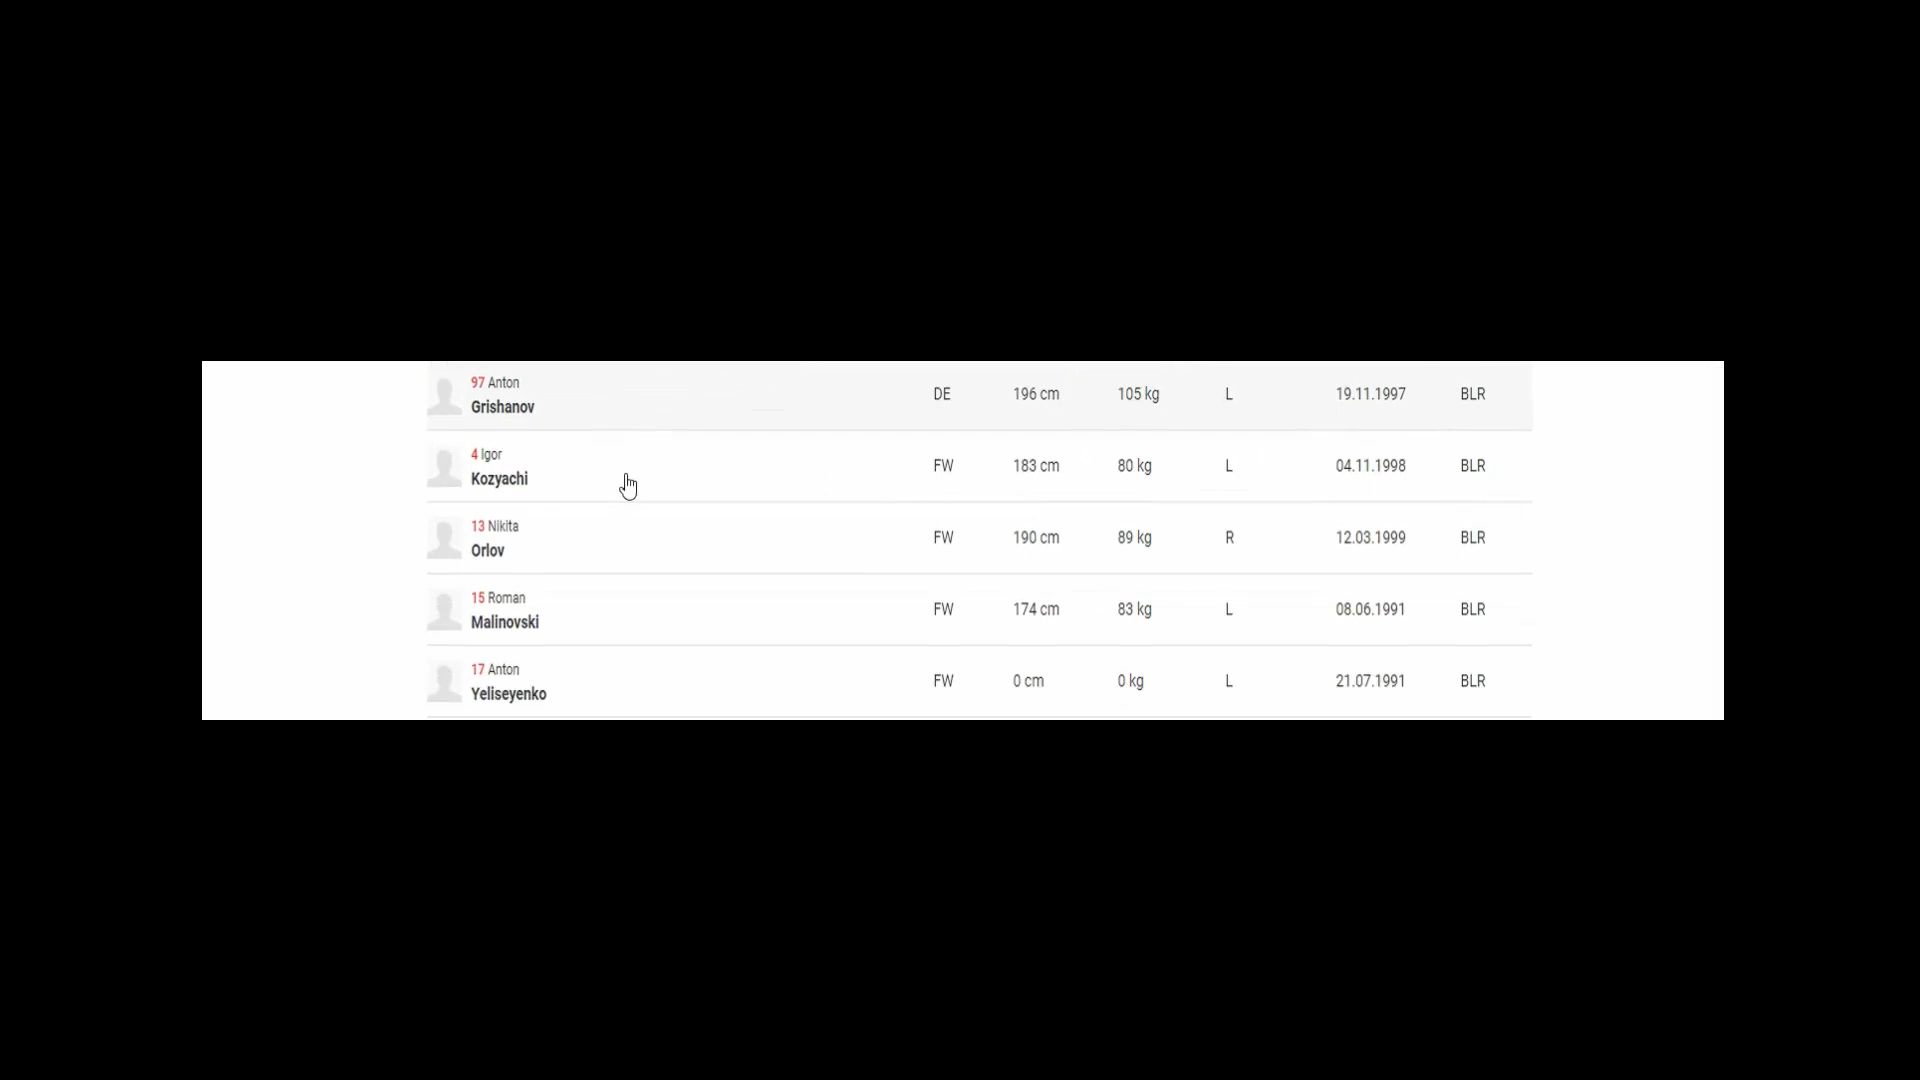 97 Anton
Grishanov DE 196 cm 105 kg L 19.11.1997 BLR
4 Igor
Kozyachi FW 183 cm 80 kg L 04.11.1998 BLR
13 Nikita
Orlov FW 190 cm 89 kg R 12.03.1999 BLR
15 Roman
Malinovski FW 174 cm 83 kg L 08.06.1991 BLR
17 Anton
Yeliseyenko FW 0 cm 0 kg L 21.07.1991 BLR